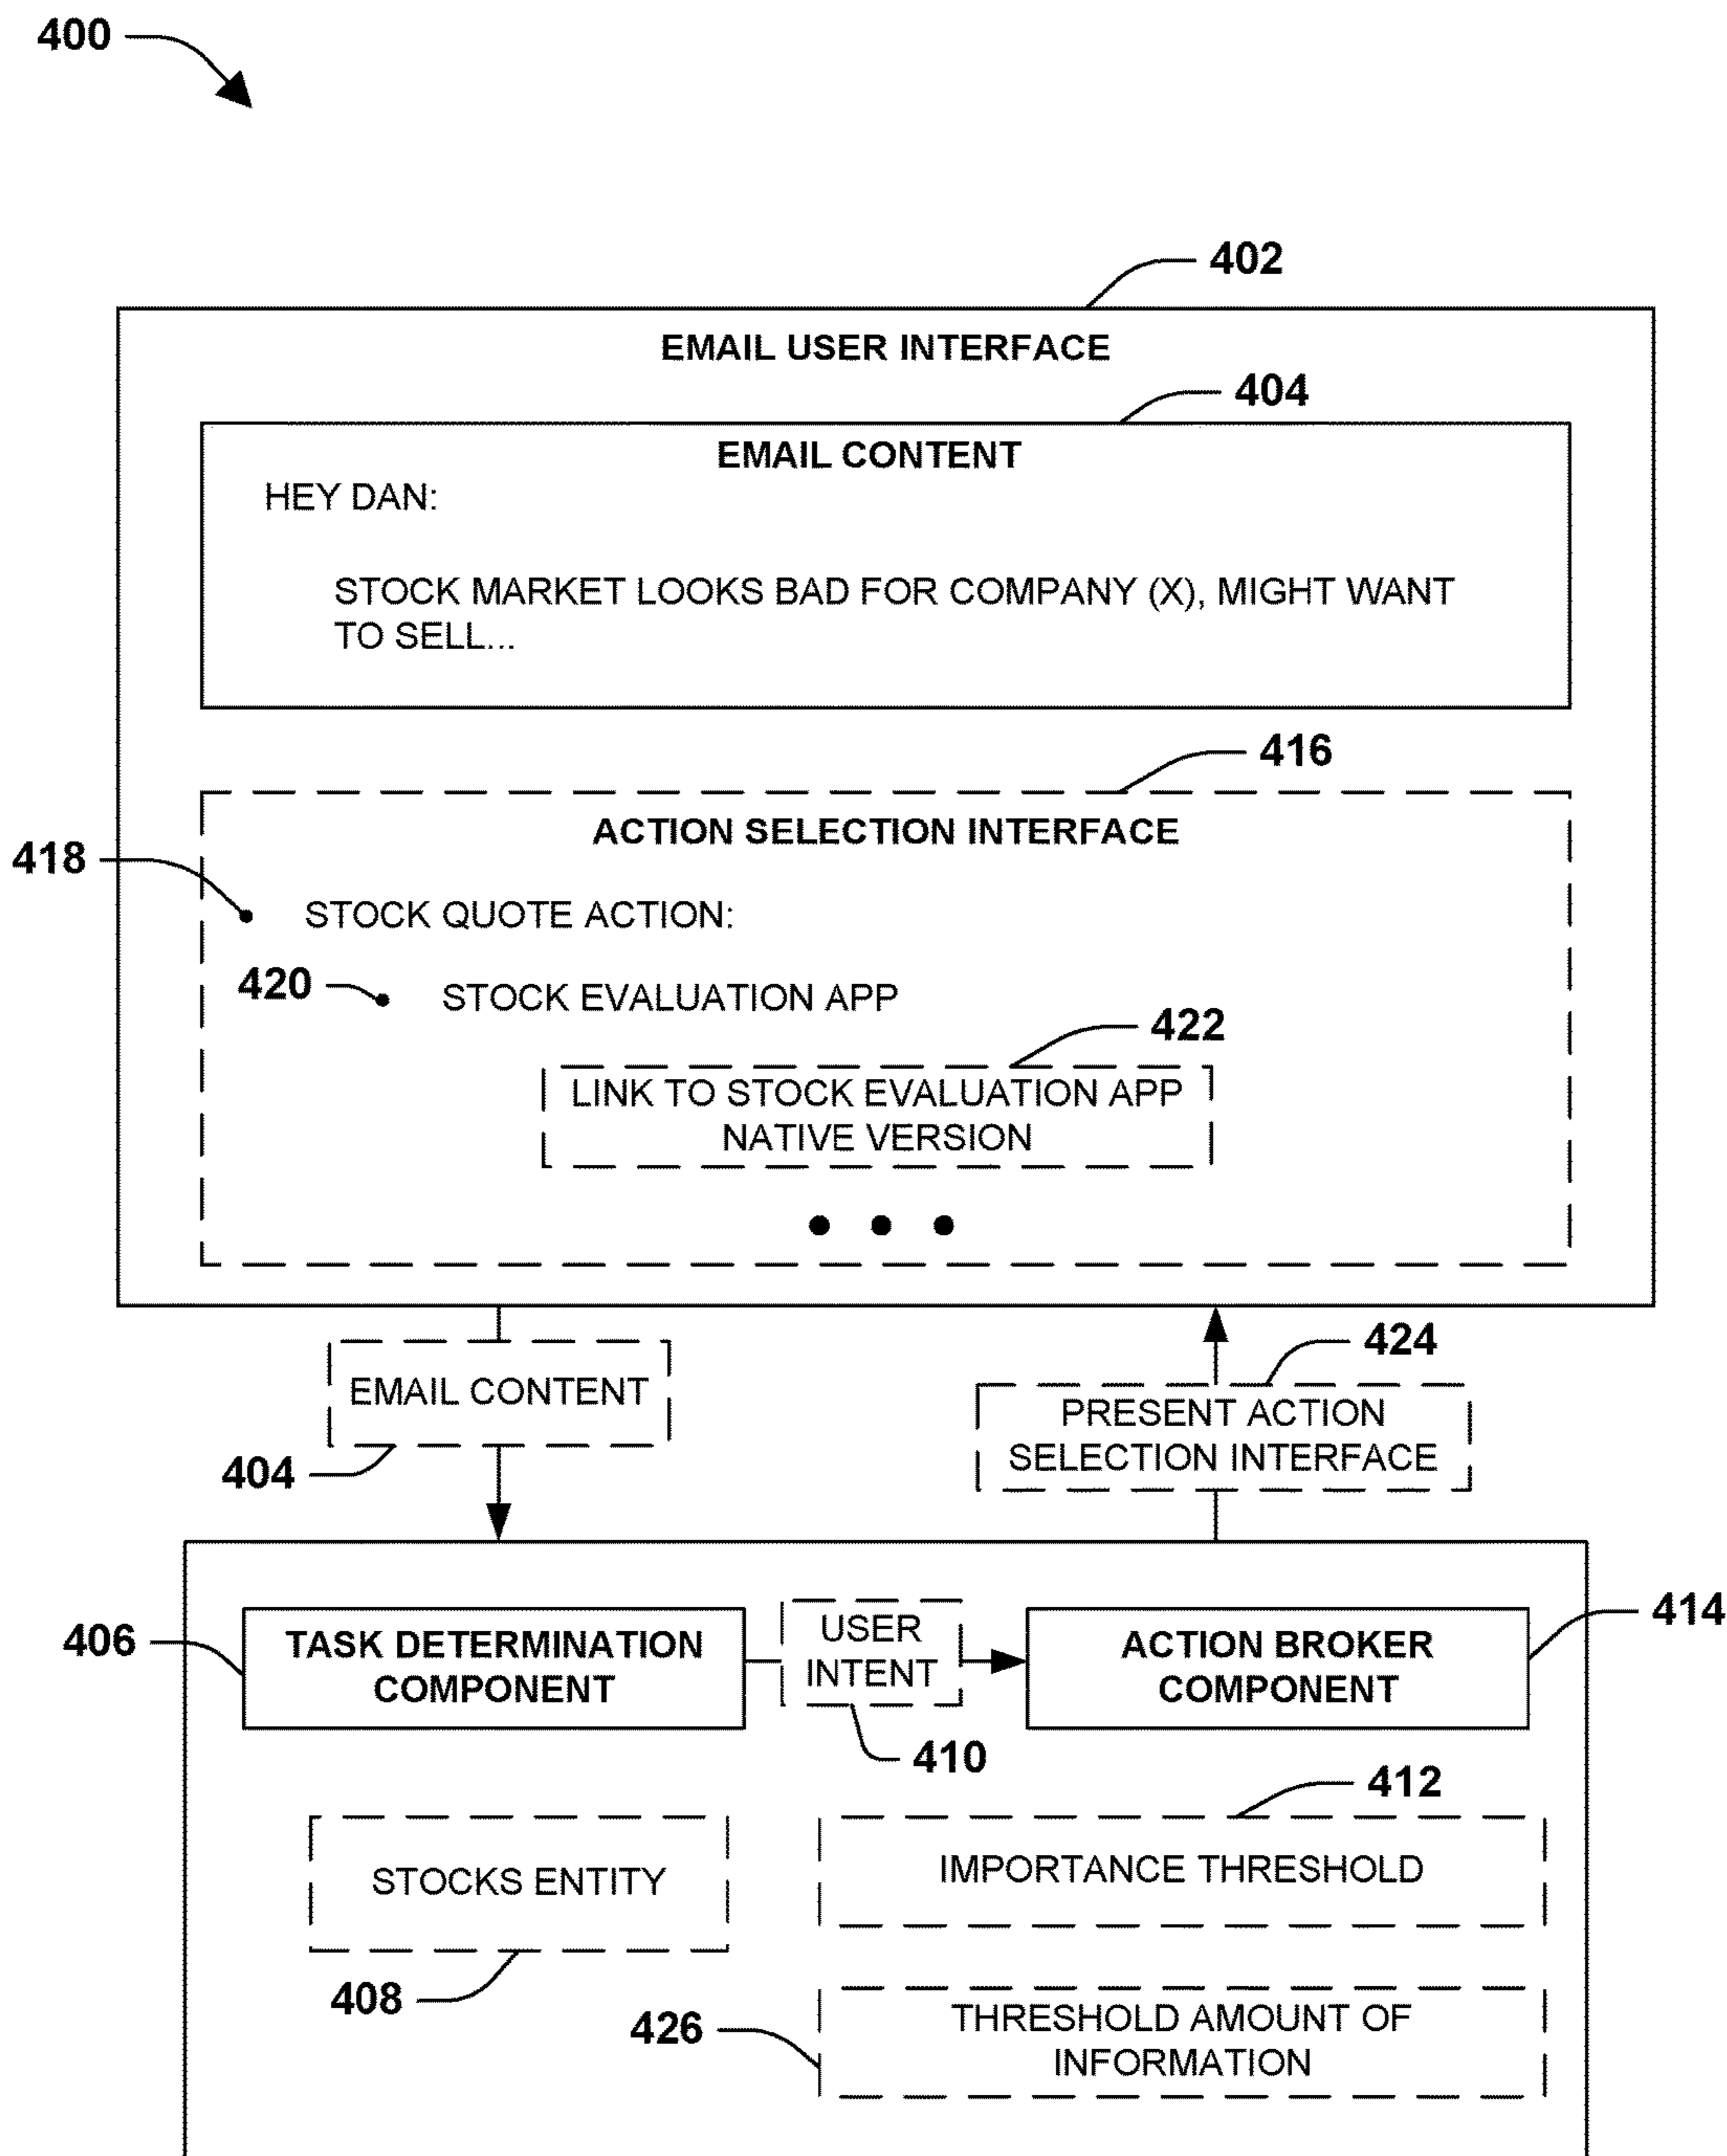 400
402
EMAIL USER INTERFACE
404
EMAIL CONTENT
HEY DAN:
STOCK MARKET LOOKS BAD FOR COMPANY (X), MIGHT WANT
TO SELL...
416
ACTION SELECTION INTERFACE
418
• STOCK QUOTE ACTION:
420
• STOCK EVALUATION APP
422
LINK TO STOCK EVALUATION APP
NATIVE VERSION
• • •
EMAIL CONTENT
404
424
PRESENT ACTION
SELECTION INTERFACE
406
TASK DETERMINATION
COMPONENT
USER
INTENT
410
ACTION BROKER
COMPONENT
414
STOCKS ENTITY
408
412
IMPORTANCE THRESHOLD
426
THRESHOLD AMOUNT OF
INFORMATION